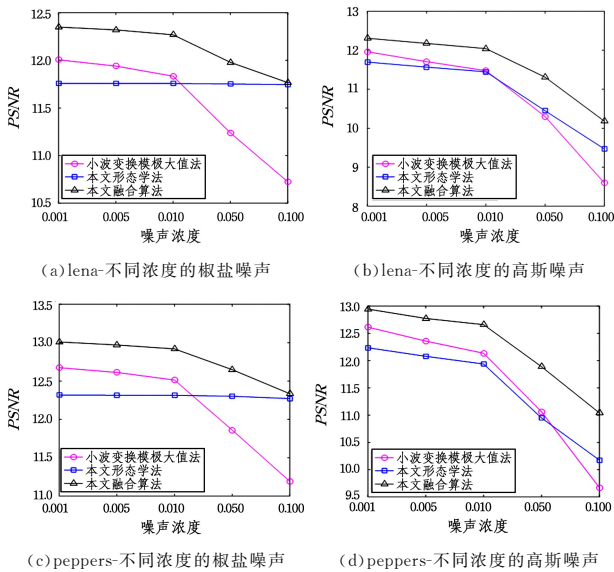 12.5
12.0
11.5
11.0
10.5
PSNR
小波变换模极大值法
本文形态学法
本文融合算法
0.001 0.005 0.010 0.050 0.100
噪声浓度
(a)lena-不同浓度的椒盐噪声
13
12
11
10
9
8
PSNR
小波变换模极大值法
本文形态学法
本文融合算法
0.001 0.005 0.010 0.050 0.100
噪声浓度
(b)lena-不同浓度的高斯噪声
13.5
13.0
12.5
12.0
11.5
11.0
PSNR
小波变换模极大值法
本文形态学法
本文融合算法
0.001 0.005 0.010 0.050 0.100
噪声浓度
(c)peppers-不同浓度的椒盐噪声
13.0
12.5
12.0
11.5
11.0
10.5
10.0
9.5
PSNR
小波变换模极大值法
本文形态学法
本文融合算法
0.001 0.005 0.010 0.050 0.100
噪声浓度
(d)peppers-不同浓度的高斯噪声